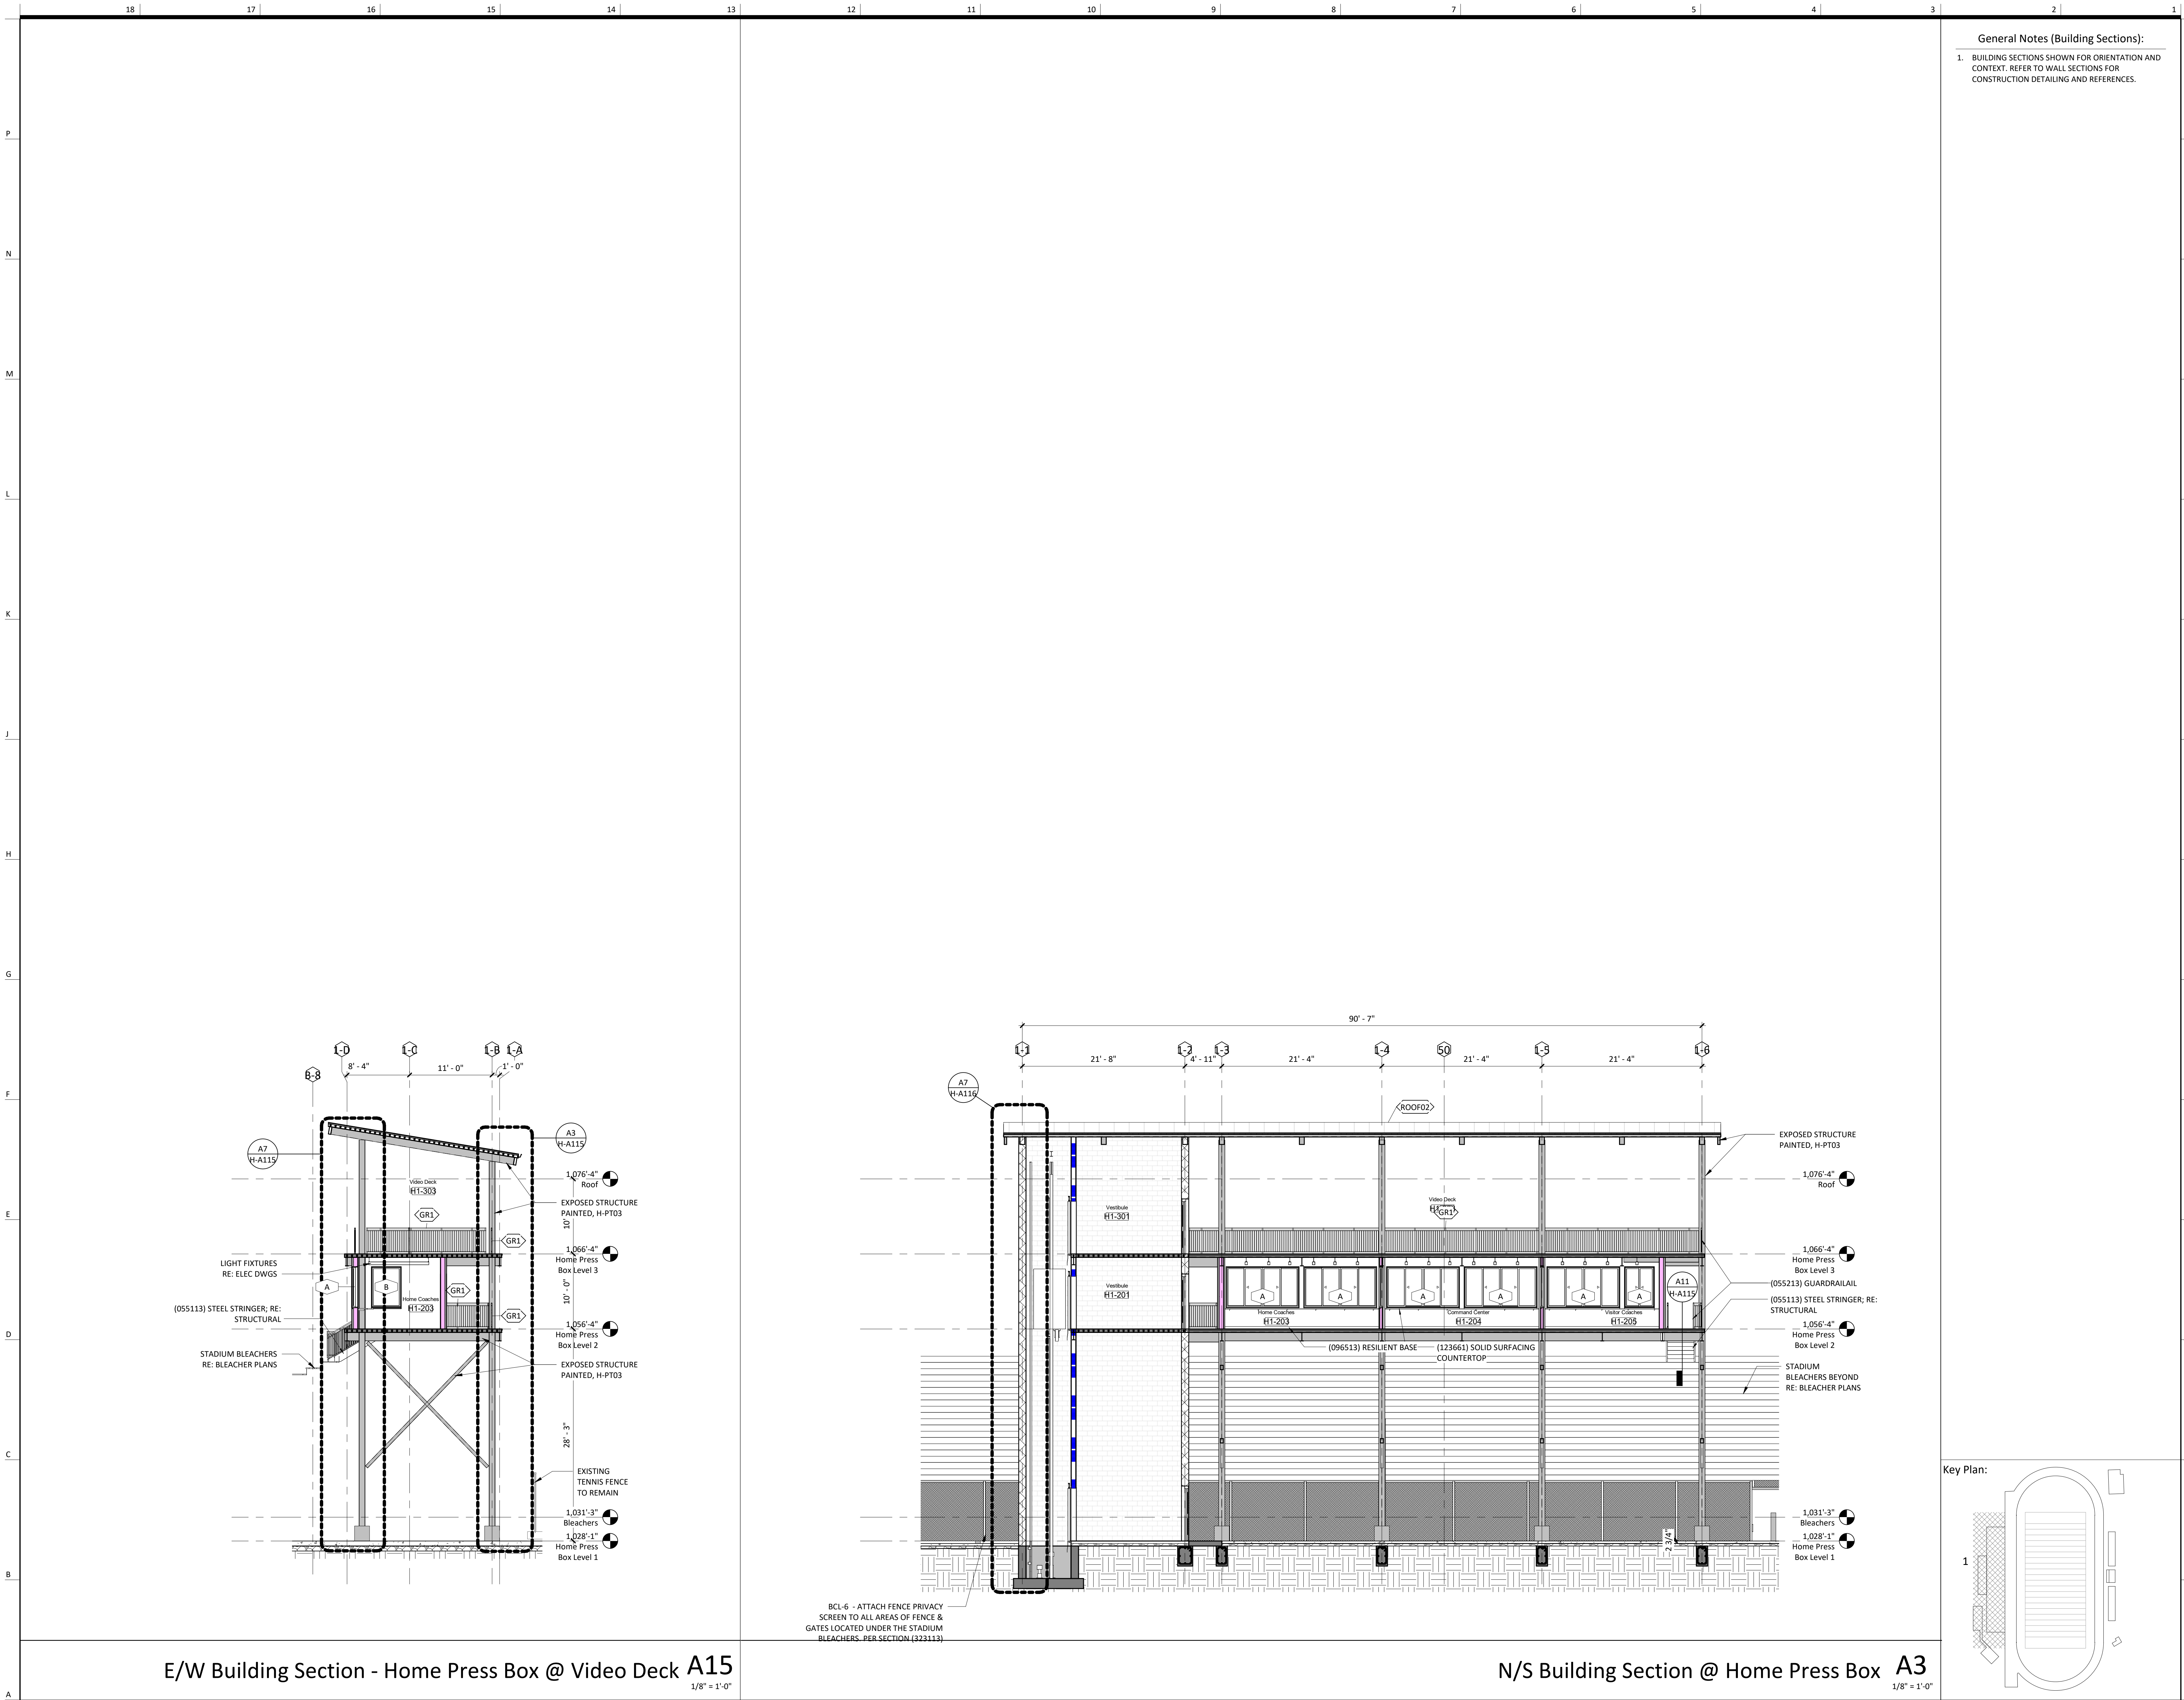 18 17 16 15 14 13 12 11 10 9 8 7 6 5 4 3 2 1
P
N
M
L
K
J
H
G
F
E
D
C
B
A
General Notes (Building Sections):
1. BUILDING SECTIONS SHOWN FOR ORIENTATION AND
CONTEXT. REFER TO WALL SECTIONS FOR
CONSTRUCTION DETAILING AND REFERENCES.
1-D 1-C 1-B 1-A
8' - 4" 11' - 0" 1' - 0"
B-8
A7
H-A115
A3
H-A115
1,076'-4"
Roof
Video Deck
H1-303
EXPOSED STRUCTURE
PAINTED, H-PT03
GR1
10'
GR1
1,066'-4"
Home Press
Box Level 3
LIGHT FIXTURES
RE: ELEC DWGS
A
B
GR1
10' - 0"
Home Coaches
H1-203
(055113) STEEL STRINGER; RE:
STRUCTURAL
GR1
1,056'-4"
Home Press
Box Level 2
STADIUM BLEACHERS
RE: BLEACHER PLANS
EXPOSED STRUCTURE
PAINTED, H-PT03
28' - 3"
EXISTING
TENNIS FENCE
TO REMAIN
1,031'-3"
Bleachers
1,028'-1"
Home Press
Box Level 1
90' - 7"
1-1 1-2 1-3 1-4 50 1-5 1-6
21' - 8" 4' - 11" 21' - 4" 21' - 4" 21' - 4"
A7
H-A116
ROOF02
EXPOSED STRUCTURE
PAINTED, H-PT03
1,076'-4"
Roof
Video Deck
GR1
Vestibule
H1-301
1,066'-4"
Home Press
Box Level 3
A11
H-A115
(055213) GUARDRAILAIL
Vestibule
H1-201
A A A A A A
(055113) STEEL STRINGER; RE:
STRUCTURAL
Home Coaches
H1-203
Command Center
H1-204
Visitor Coaches
H1-205
1,056'-4"
Home Press
Box Level 2
(096513) RESILIENT BASE
(123661) SOLID SURFACING
COUNTERTOP
STADIUM
BLEACHERS BEYOND
RE: BLEACHER PLANS
1,031'-3"
Bleachers
2 3/4"
1,028'-1"
Home Press
Box Level 1
BCL-6 - ATTACH FENCE PRIVACY
SCREEN TO ALL AREAS OF FENCE &
GATES LOCATED UNDER THE STADIUM
BLEACHERS. PER SECTION (323113)
Key Plan:
1
E/W Building Section - Home Press Box @ Video Deck A15
1/8" = 1'-0"
N/S Building Section @ Home Press Box A3
1/8" = 1'-0"